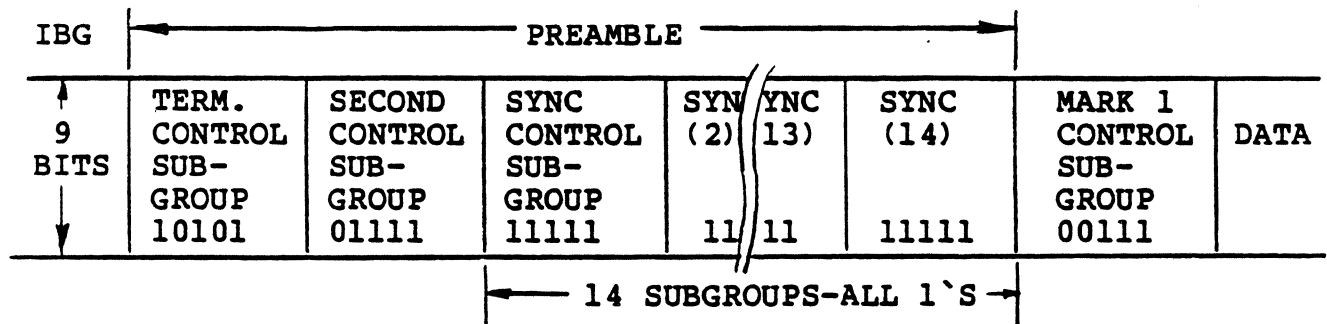 IBG
PREAMBLE
9
BITS
TERM.
CONTROL
SUB-
GROUP
10101
SECOND
CONTROL
SUB-
GROUP
01111
SYNC
CONTROL
SUB-
GROUP
11111
SYN
(2)
11
YNC
13)
11
SYNC
(14)
11111
MARK 1
CONTROL
SUB-
GROUP
00111
DATA
14 SUBGROUPS-ALL 1`S